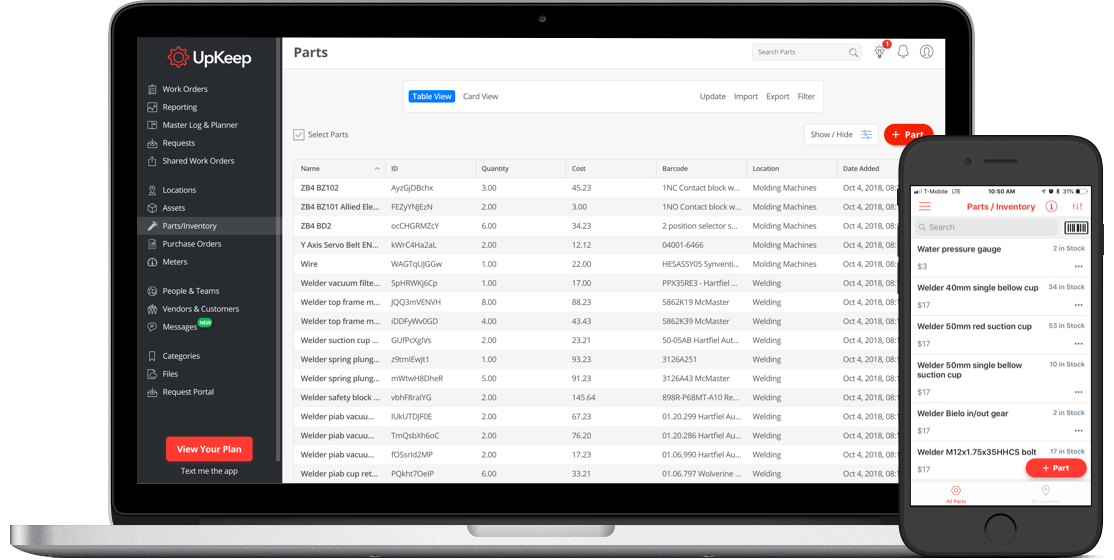 UpKeep
Work Orders
Reporting
Master Log & Planner
Requests
Shared Work Orders
Locations
Assets
Parts/Inventory
Purchase Orders
Meters
People & Teams
Vendors & Customers
Messages NEW
Categories
Files
Request Portal
View Your Plan
Text me the app
Parts
Search Parts
1
Table View Card View Update Import Export Filter
Select Parts Show / Hide + Part
Name ID Quantity Cost Barcode Location Date Added
ZB4 BZ102 AyzGjDBchx 3.00 45.23 1NC Contact block w... Molding Machines Oct 4, 2018, 08:
ZB4 BZ101 Allied Ele... FEZyYNJEzN 2.00 3.00 1NO Contact block w... Molding Machines Oct 4, 2018, 08:
ZB4 BD2 ocCHGRMZcY 6.00 34.23 2 position selector s... Molding Machines Oct 4, 2018, 08:
Y Axis Servo Belt EN... kWrC4Ha2aL 2.00 12.12 04001-6466 Molding Machines Oct 4, 2018, 08:
Wire WAGTqUJGGw 1.00 22.00 HESASSY05 Synventi... Molding Machines Oct 4, 2018, 08:
Welder vacuum filte... SpHRWKj6Cp 1.00 17.00 PPX35RE3 - Hartfiel ... Welding Oct 4, 2018, 08:
Welder top frame m... JQQ3mVENVH 8.00 88.23 5862K19 McMaster Welding Oct 4, 2018, 08:
Welder top frame m... iDDFyWv0GD 4.00 43.43 5862K39 McMaster Welding Oct 4, 2018, 08:
Welder suction cup ... GUfPcXgIVs 2.00 23.21 50-05AB Hartfiel Aut... Welding Oct 4, 2018, 08:
Welder spring plung... z9tmIEwJt1 1.00 93.23 3126A251 Welding Oct 4, 2018, 08:
Welder spring plung... mWtwH8DheR 5.00 91.23 3126A43 McMaster Welding Oct 4, 2018, 08:
Welder safety block ... vbhF8raIYG 2.00 145.64 898R-P68MT-A10 Re... Welding Oct 4, 2018, 08:
Welder piab vacuu... lUkUTDJF0E 2.00 67.23 01.20.299 Hartfiel Au... Welding Oct 4, 2018, 08:
Welder piab vacuu... TmQsbXh6oC 2.00 76.20 01.20.286 Hartfiel Au... Welding Oct 4, 2018, 08:
Welder piab vacuu... fOSsrId2MP 2.00 17.23 01.06.990 Hartfiel Au... Welding Oct 4, 2018, 08:
Welder piab cup ret... PQkht7OeIP 6.00 33.21 01.06.797 Wolverine ... Welding Oct 4, 2018, 08:
T-Mobile LTE 10:50 AM 31%
Parts / Inventory
Search
Water pressure gauge 2 in Stock
$3
Welder 40mm single bellow cup 34 in Stock
$17
Welder 50mm red suction cup 53 in Stock
$17
Welder 50mm single bellow 10 in Stock
suction cup
$17
Welder Bielo in/out gear 2 in Stock
$17
Welder M12x1.75x35HHCS bolt 17 in Stock
$17
+ Part
All Parts By Location